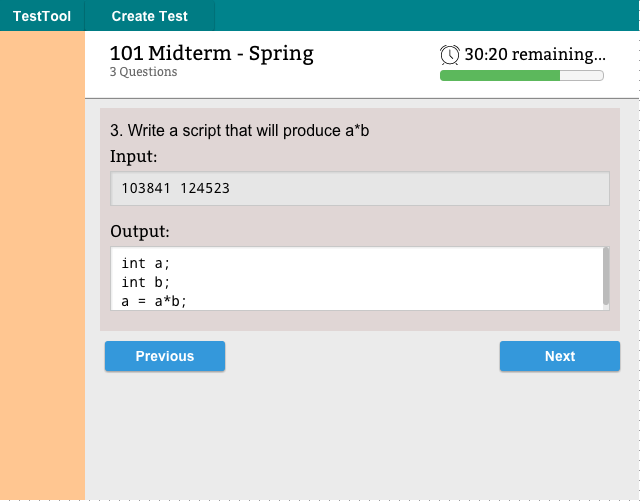 TestTool Create Test
101 Midterm - Spring
30:20 remaining...
3 Questions
3. Write a script that will produce a*b
Input:
103841 124523
Output:
int a;
int b;
a = a*b;
Previous Next